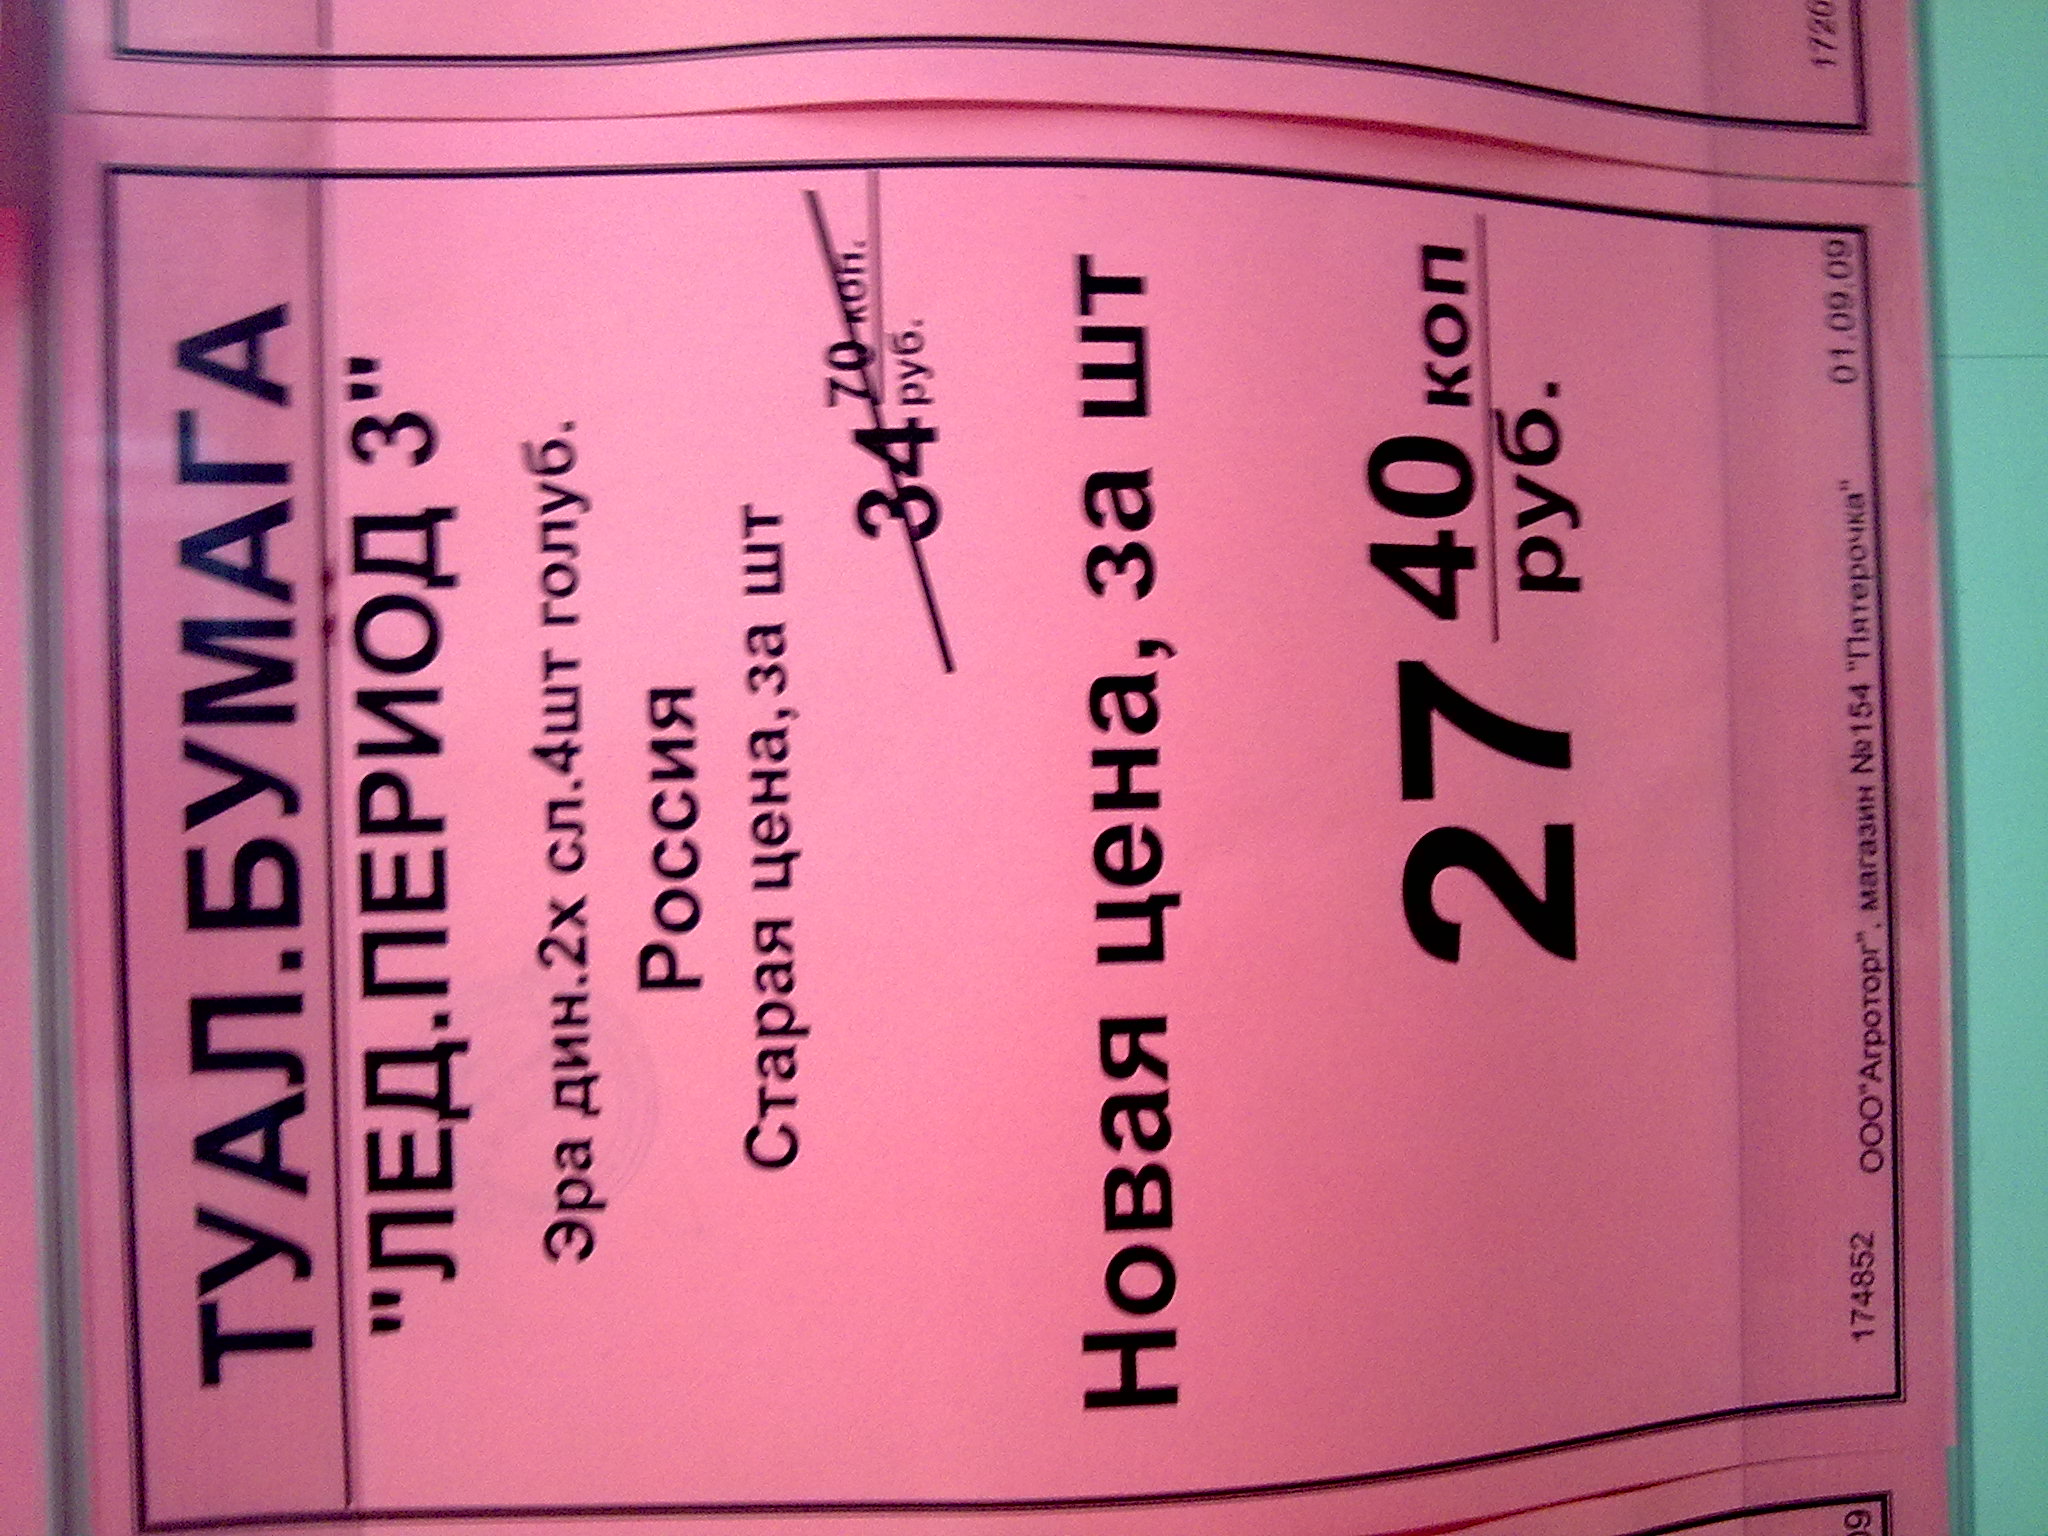 ТУАЛ.БУМАГА
"ЛЕД.ПЕРИОД 3"
Эра дин.2х сл.4шт голуб.
Россия
Старая цена,за шт
34 70 коп.
руб.
Новая цена, за шт
27 40 коп
руб.
174852 ООО"Агроторг", магазин №154 "Пятерочка" 01.09.09